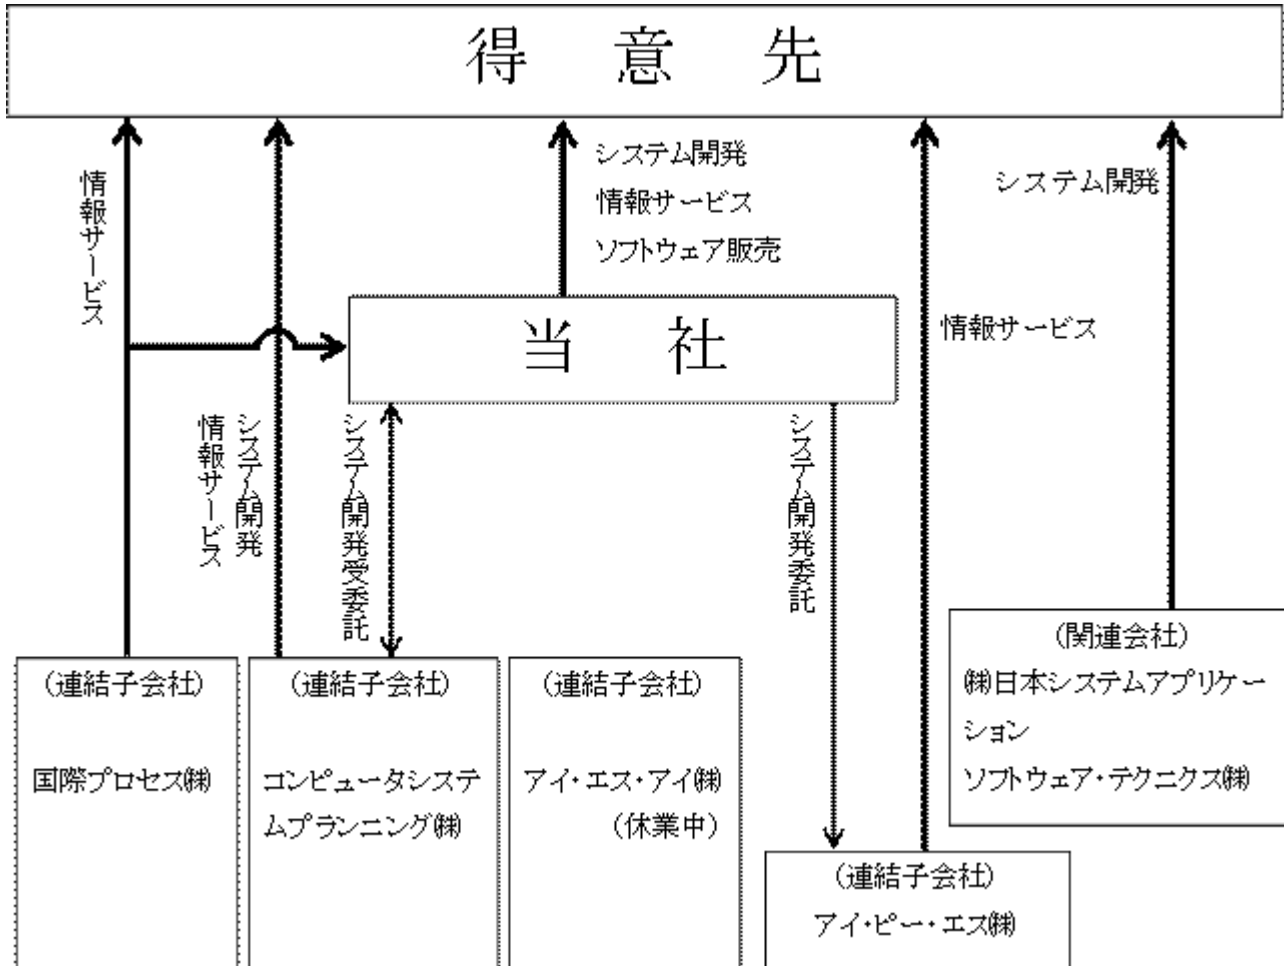 得意先
情報サービス
システム開発
情報サービス
ソフトウェア販売
システム開発
当社
情報サービス
システム開発
情報サービス
システム開発受委託
システム開発委託
(連結子会社)
国際プロセス㈱
(連結子会社)
コンピュータシステ
ムプランニング㈱
(連結子会社)
アイ・エス・アイ㈱
(休業中)
(関連会社)
㈱日本システムアプリケー
ション
ソフトウェア・テクニクス㈱
(連結子会社)
アイ・ピー・エス㈱